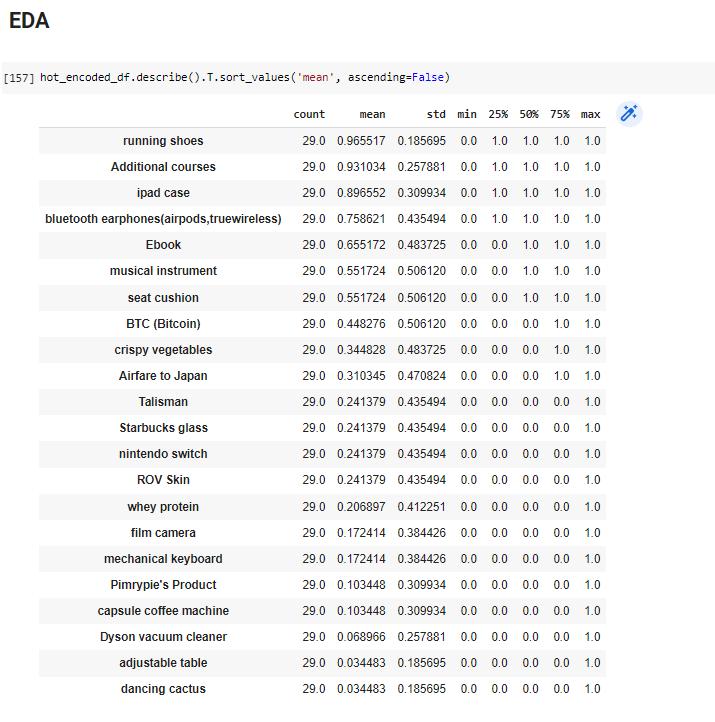 EDA
[157] hot_encoded_df.describe().T.sort_values('mean', ascending=False)
count mean std min 25% 50% 75% max
running shoes 29.0 0.965517 0.185695 0.0 1.0 1.0 1.0 1.0
Additional courses 29.0 0.931034 0.257881 0.0 1.0 1.0 1.0 1.0
ipad case 29.0 0.896552 0.309934 0.0 1.0 1.0 1.0 1.0
bluetooth earphones(airpods,truewireless) 29.0 0.758621 0.435494 0.0 1.0 1.0 1.0 1.0
Ebook 29.0 0.655172 0.483725 0.0 0.0 1.0 1.0 1.0
musical instrument 29.0 0.551724 0.506120 0.0 0.0 1.0 1.0 1.0
seat cushion 29.0 0.551724 0.506120 0.0 0.0 1.0 1.0 1.0
BTC (Bitcoin) 29.0 0.448276 0.506120 0.0 0.0 0.0 1.0 1.0
crispy vegetables 29.0 0.344828 0.483725 0.0 0.0 0.0 1.0 1.0
Airfare to Japan 29.0 0.310345 0.470824 0.0 0.0 0.0 1.0 1.0
Talisman 29.0 0.241379 0.435494 0.0 0.0 0.0 0.0 1.0
Starbucks glass 29.0 0.241379 0.435494 0.0 0.0 0.0 0.0 1.0
nintendo switch 29.0 0.241379 0.435494 0.0 0.0 0.0 0.0 1.0
ROV Skin 29.0 0.241379 0.435494 0.0 0.0 0.0 0.0 1.0
whey protein 29.0 0.206897 0.412251 0.0 0.0 0.0 0.0 1.0
film camera 29.0 0.172414 0.384426 0.0 0.0 0.0 0.0 1.0
mechanical keyboard 29.0 0.172414 0.384426 0.0 0.0 0.0 0.0 1.0
Pimrypie's Product 29.0 0.103448 0.309934 0.0 0.0 0.0 0.0 1.0
capsule coffee machine 29.0 0.103448 0.309934 0.0 0.0 0.0 0.0 1.0
Dyson vacuum cleaner 29.0 0.068966 0.257881 0.0 0.0 0.0 0.0 1.0
adjustable table 29.0 0.034483 0.185695 0.0 0.0 0.0 0.0 1.0
dancing cactus 29.0 0.034483 0.185695 0.0 0.0 0.0 0.0 1.0